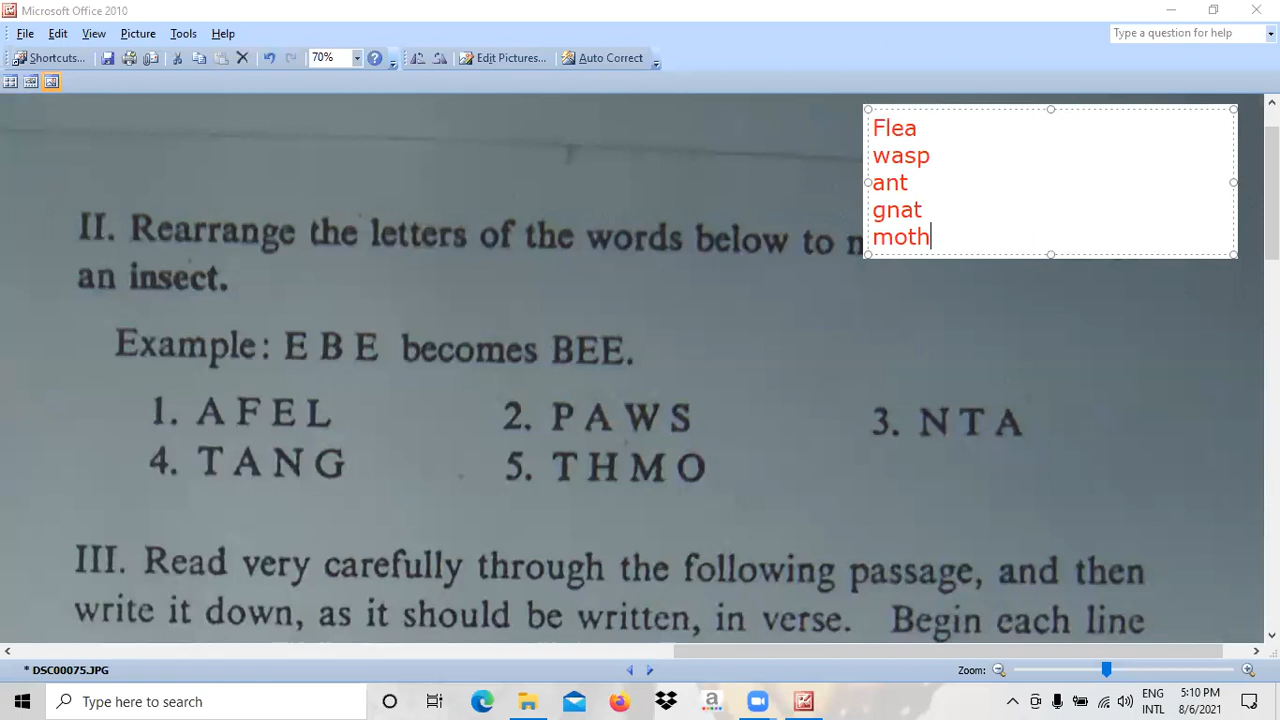 Microsoft Office 2010
File Edit View Picture Tools Help
Type a question for help
Shortcuts... 70% Edit Pictures... Auto Correct
Flea
wasp
ant
gnat
moth
II. Rearrange the letters of the words below to
an insect.
Example: E B E becomes BEE.
1. A F E L 2. P A W S 3. N T A
4. T A N G 5. T H M O
III. Read very carefully through the following passage, and then
write it down, as it should be written, in verse. Begin each line
* DSC00075.JPG Zoom:
Type here to search
a
ENG 5:10 PM
INTL 8/6/2021